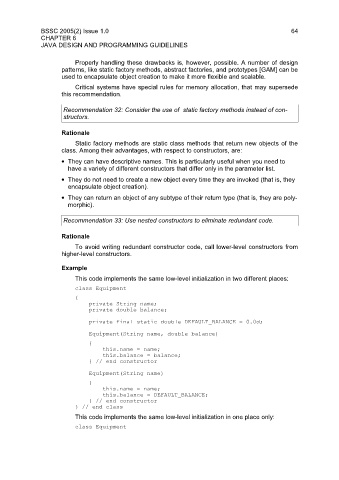 BSSC 2005(2) Issue 1.0 64
CHAPTER 6
JAVA DESIGN AND PROGRAMMING GUIDELINES
Properly handling these drawbacks is, however, possible. A number of design
patterns, like static factory methods, abstract factories, and prototypes [GAM] can be
used to encapsulate object creation to make it more flexible and scalable.
Critical systems have special rules for memory allocation, that may supersede
this recommendation.
Recommendation 32: Consider the use of static factory methods instead of con-
structors.
Rationale
Static factory methods are static class methods that return new objects of the
class. Among their advantages, with respect to constructors, are:
• They can have descriptive names. This is particularly useful when you need to
have a variety of different constructors that differ only in the parameter list.
• They do not need to create a new object every time they are invoked (that is, they
encapsulate object creation).
• They can return an object of any subtype of their return type (that is, they are poly-
morphic).
Recommendation 33: Use nested constructors to eliminate redundant code.
Rationale
To avoid writing redundant constructor code, call lower-level constructors from
higher-level constructors.
Example
This code implements the same low-level initialization in two different places:
class Equipment
{
private String name;
private double balance;
private final static double DEFAULT_BALANCE = 0.0d;
Equipment(String name, double balance)
{
this.name = name;
this.balance = balance;
} // end constructor
Equipment(String name)
{
this.name = name;
this.balance = DEFAULT_BALANCE;
} // end constructor
} // end class
This code implements the same low-level initialization in one place only:
class Equipment